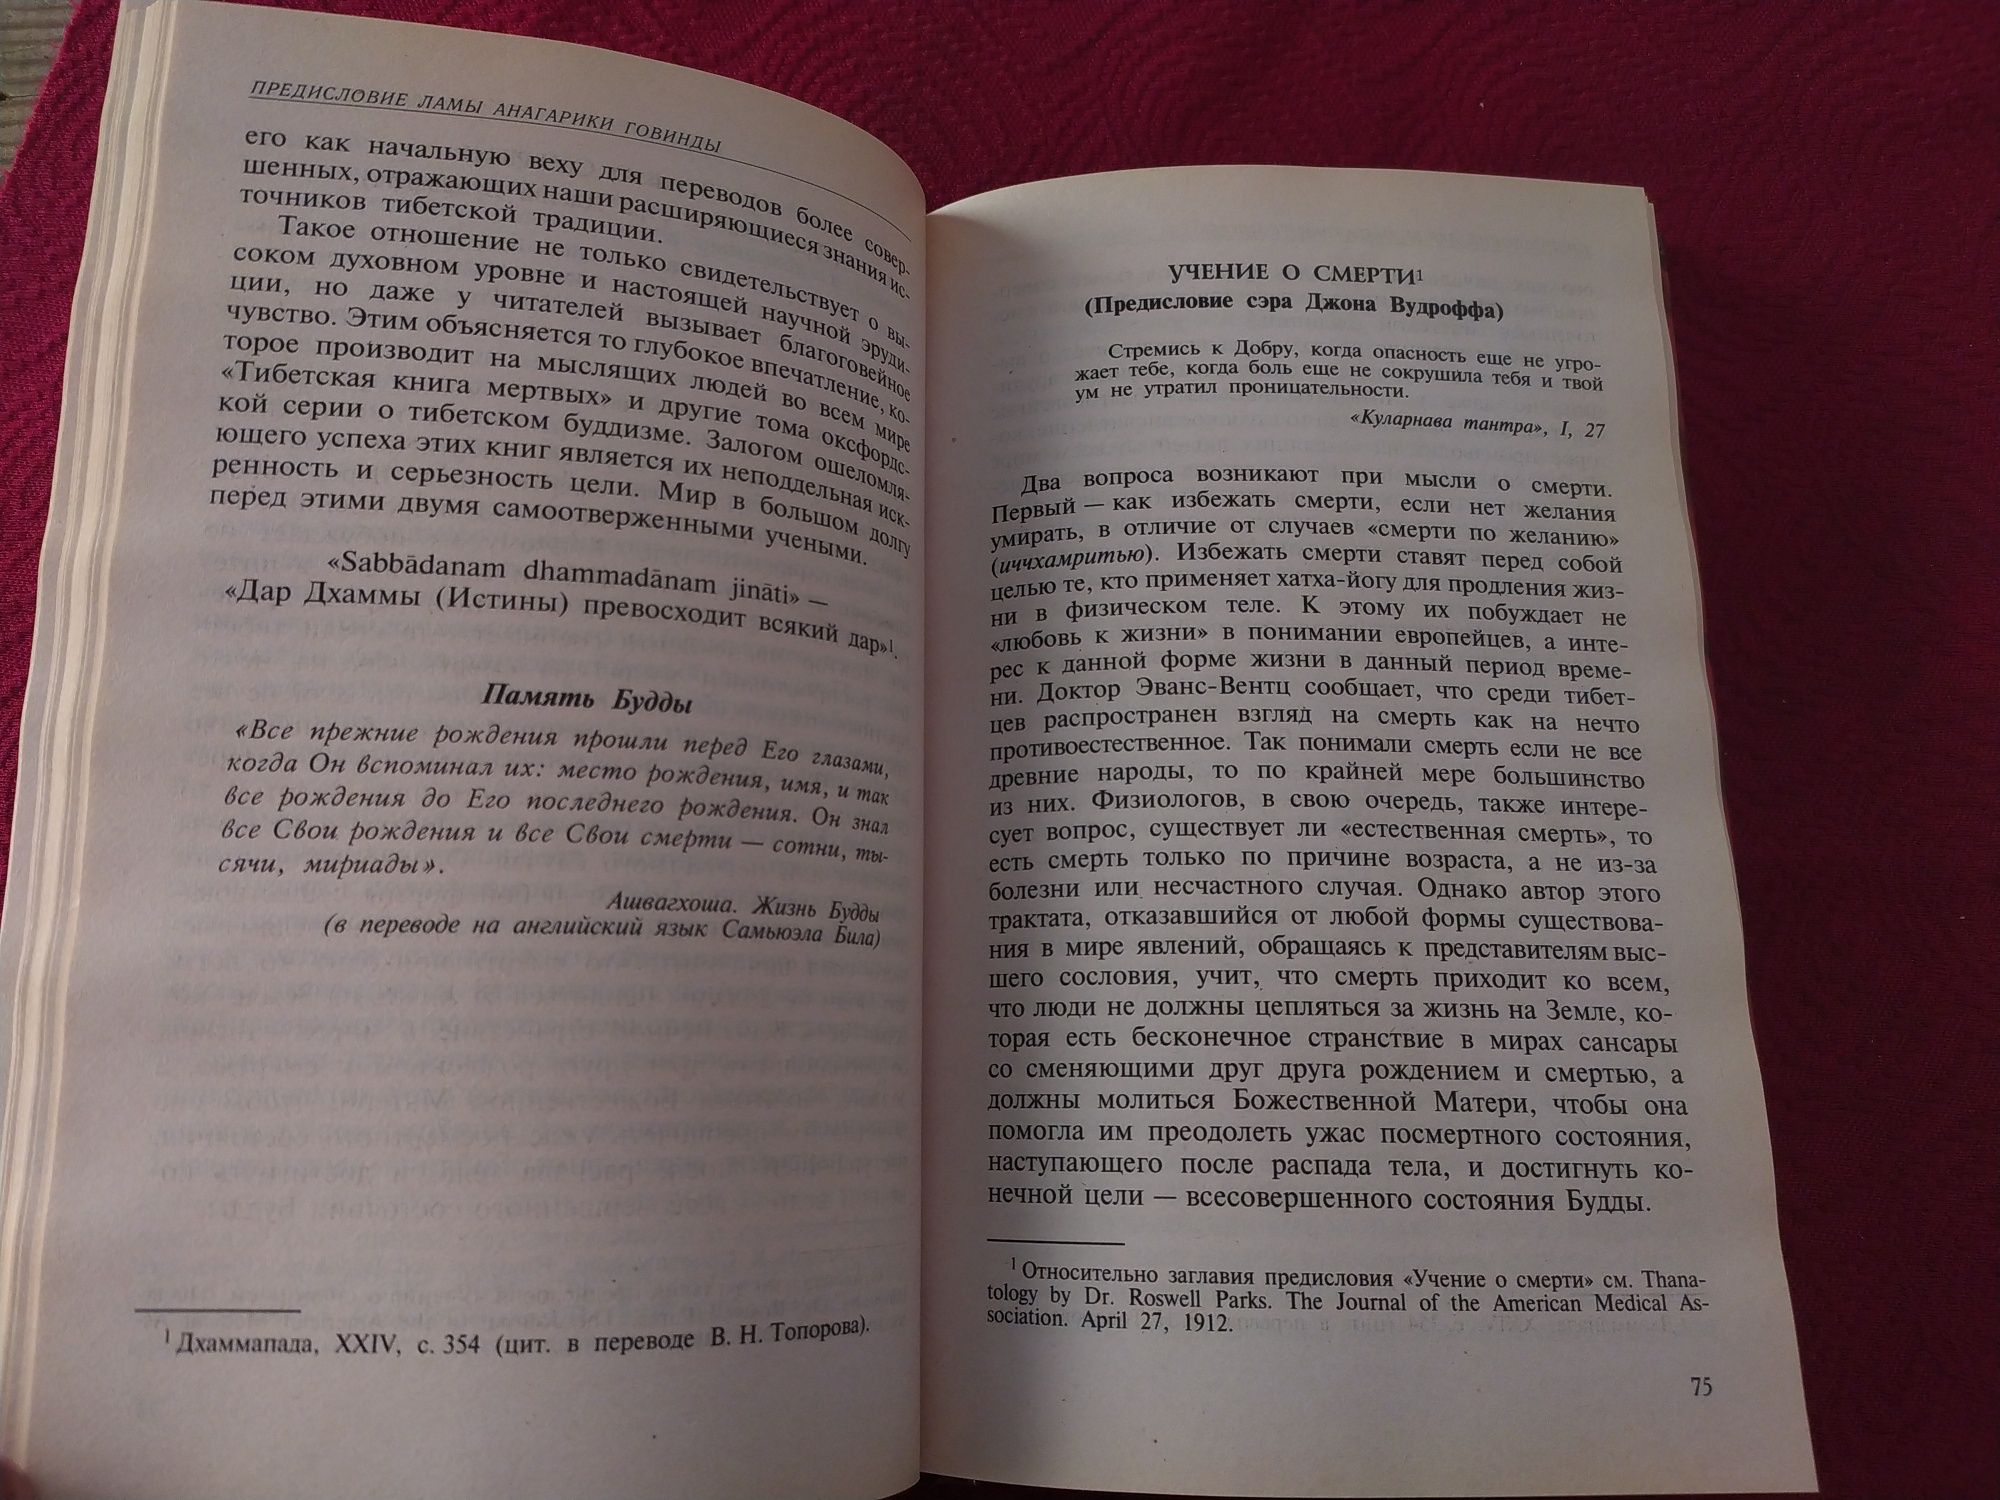 ПРЕДИСЛОВИЕ ЛАМЫ АНАГАРИКИ ГОВИНДЫ
его как начальную веху для переводов более совер-
шенных, отражающих наши расширяющиеся знания ис-
точников тибетской традиции.
Такое отношение не только свидетельствует о вы-
соком духовном уровне и настоящей научной эруди-
ции, но даже у читателей вызывает благоговейное
чувство. Этим объясняется то глубокое впечатление, ко-
торое производит на мыслящих людей во всем мире
«Тибетская книга мертвых» и другие тома оксфордс-
кой серии о тибетском буддизме. Залогом ошеломля-
ющего успеха этих книг является их неподдельная иск-
ренность и серьезность цели. Мир в большом долгу
перед этими двумя самоотверженными учеными.
«Sabbādanam dhammadānam jināti» —
«Дар Дхаммы (Истины) превосходит всякий дар»¹.
Память Будды
«Все прежние рождения прошли перед Его глазами,
когда Он вспоминал их: место рождения, имя, и так
все рождения до Его последнего рождения. Он знал
все Свои рождения и все Свои смерти — сотни, ты-
сячи, мириады».
Ашвагхоша. Жизнь Будды
(в переводе на английский язык Самьюэла Била)
¹ Дхаммапада, XXIV, с. 354 (цит. в переводе В. Н. Топорова).
УЧЕНИЕ О СМЕРТИ¹
(Предисловие сэра Джона Вудроффа)
Стремись к Добру, когда опасность еще не угро-
жает тебе, когда боль еще не сокрушила тебя и твой
ум не утратил проницательности.
«Куларнава тантра», I, 27
Два вопроса возникают при мысли о смерти.
Первый — как избежать смерти, если нет желания
умирать, в отличие от случаев «смерти по желанию»
(иччхамритью). Избежать смерти ставят перед собой
целью те, кто применяет хатха-йогу для продления жиз-
ни в физическом теле. К этому их побуждает не
«любовь к жизни» в понимании европейцев, а инте-
рес к данной форме жизни в данный период време-
ни. Доктор Эванс-Вентц сообщает, что среди тибет-
цев распространен взгляд на смерть как на нечто
противоестественное. Так понимали смерть если не все
древние народы, то по крайней мере большинство
из них. Физиологов, в свою очередь, также интере-
сует вопрос, существует ли «естественная смерть», то
есть смерть только по причине возраста, а не из-за
болезни или несчастного случая. Однако автор этого
трактата, отказавшийся от любой формы существова-
ния в мире явлений, обращаясь к представителям выс-
шего сословия, учит, что смерть приходит ко всем,
что люди не должны цепляться за жизнь на Земле, ко-
торая есть бесконечное странствие в мирах сансары
со сменяющими друг друга рождением и смертью, а
должны молиться Божественной Матери, чтобы она
помогла им преодолеть ужас посмертного состояния,
наступающего после распада тела, и достигнуть ко-
нечной цели — всесовершенного состояния Будды.
¹ Относительно заглавия предисловия «Учение о смерти» см. Thana-
tology by Dr. Roswell Parks. The Journal of the American Medical As-
sociation. April 27, 1912.
75